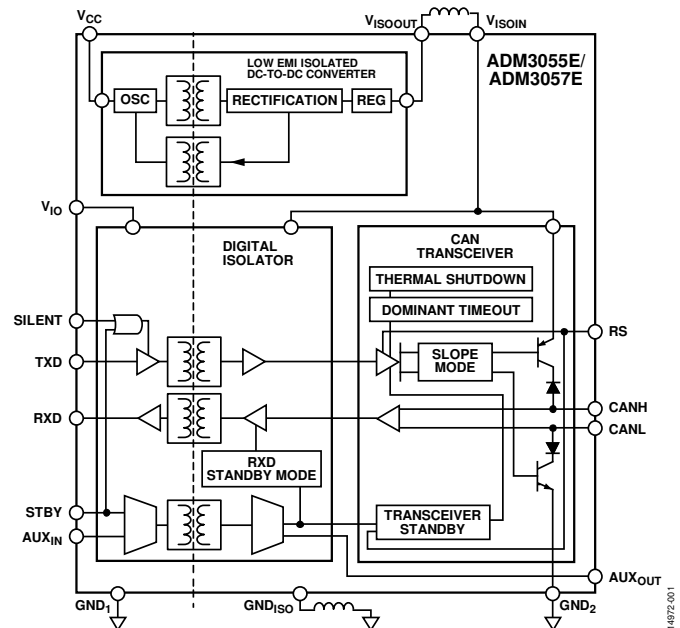 VCC
VISOOUT
VISOIN
ADM3055E/
ADM3057E
LOW EMI ISOLATED
DC-TO-DC CONVERTER
OSC
RECTIFICATION
REG
VIO
DIGITAL
ISOLATOR
CAN
TRANSCEIVER
THERMAL SHUTDOWN
DOMINANT TIMEOUT
SILENT
RS
TXD
SLOPE
MODE
RXD
CANH
CANL
RXD
STANDBY MODE
STBY
AUXIN
TRANSCEIVER
STANDBY
AUXOUT
GND1
GNDISO
GND2
14972-001